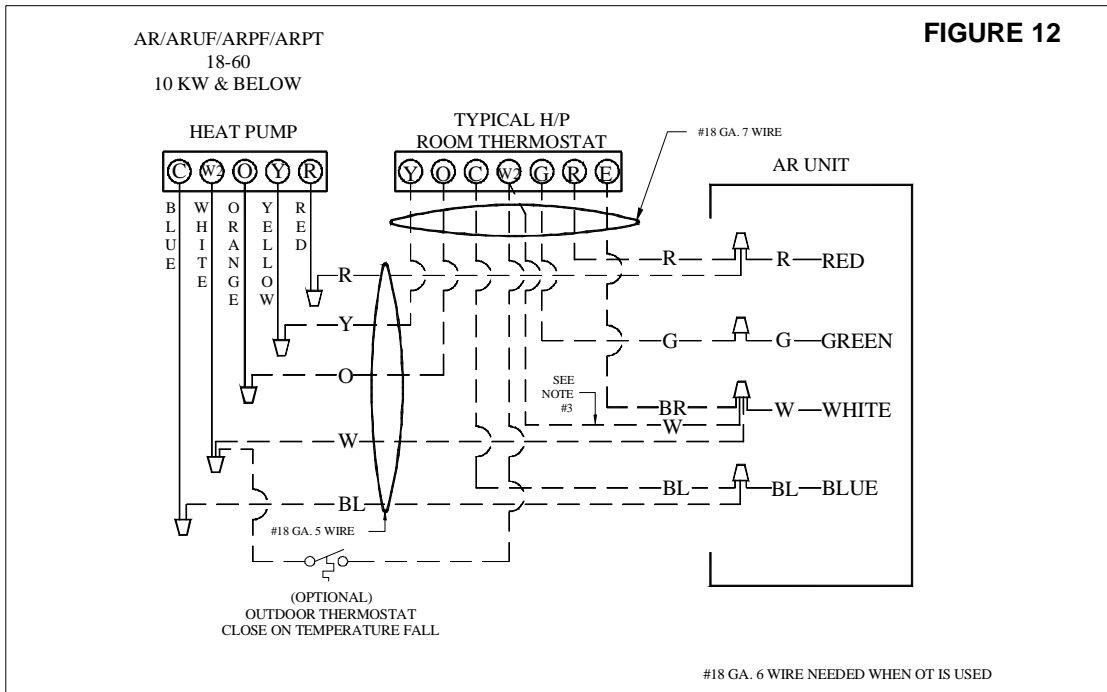 FIGURE 12
AR/ARUF/ARPF/ARPT
18-60
10 KW & BELOW
HEAT PUMP
TYPICAL H/P
ROOM THERMOSTAT
#18 GA. 7 WIRE
AR UNIT
C W2 O Y R
Y O C W2 G R E
BLUE
WHITE
ORANGE
YELLOW
RED
R
R
R RED
Y
G
G GREEN
O
SEE
NOTE
#3
BR
W
W WHITE
W
BL
BL BLUE
BL
#18 GA. 5 WIRE
(OPTIONAL)
OUTDOOR THERMOSTAT
CLOSE ON TEMPERATURE FALL
#18 GA. 6 WIRE NEEDED WHEN OT IS USED